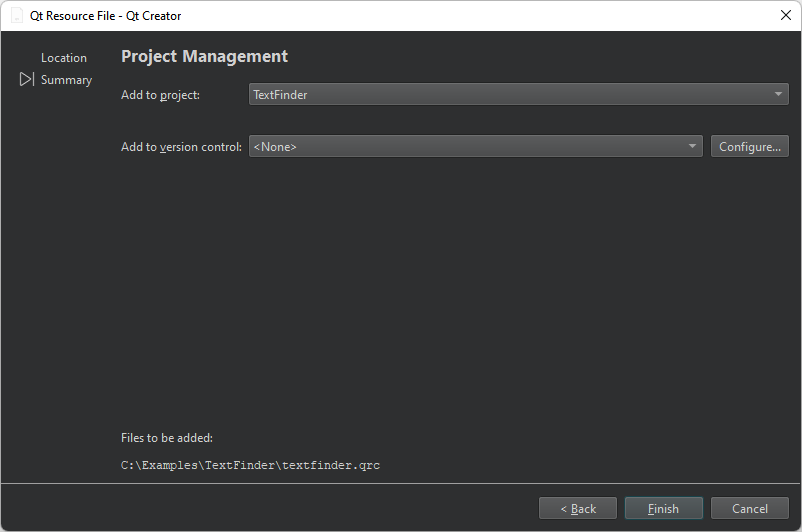 Qt Resource File - Qt Creator
Location
Summary
Project Management
Add to project:
TextFinder
Add to version control:
<None>
Configure...
Files to be added:
C:\Examples\TextFinder\textfinder.qrc
< Back
Finish
Cancel